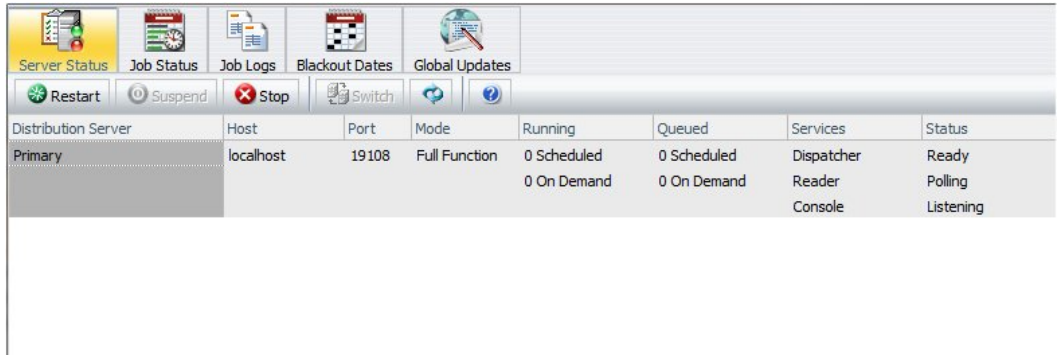 Server Status Job Status Job Logs Blackout Dates Global Updates
Restart Suspend Stop Switch
Distribution Server Host Port Mode Running Queued Services Status
Primary localhost 19108 Full Function 0 Scheduled 0 Scheduled Dispatcher Ready
0 On Demand 0 On Demand Reader Polling
Console Listening